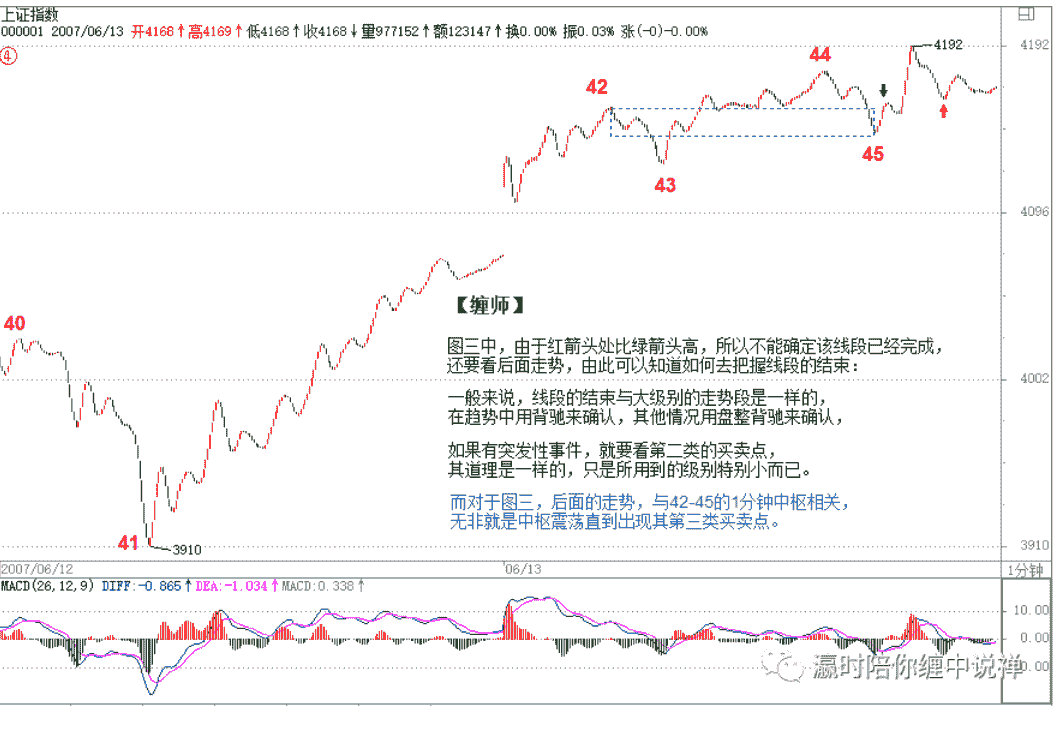 上证指数
000001 2007/06/13 开4168↑高4169↑低4168↑收4168↓量977152↑额123147↑换0.00% 振0.03% 涨(-0)-0.00%
④
4192
4192
44
42
45
43
4096
【缠师】
40
图三中，由于红箭头处比绿箭头高，所以不能确定该线段已经完成，
还要看后面走势，由此可以知道如何去把握线段的结束：
4002
一般来说，线段的结束与大级别的走势段是一样的，
在趋势中用背驰来确认，其他情况用盘整背驰来确认，
如果有突发性事件，就要看第二类的买卖点，
其道理是一样的，只是所用到的级别特别小而已。
而对于图三，后面的走势，与42-45的1分钟中枢相关，
无非就是中枢震荡直到出现其第三类买卖点。
41
3910
3910
2007/06/12
06/13
1分钟
MACD(26,12,9) DIFF:-0.865↑ DEA:-1.034↑ MACD:0.338↑
10.00
0.00
瀛时陪你缠中说禅